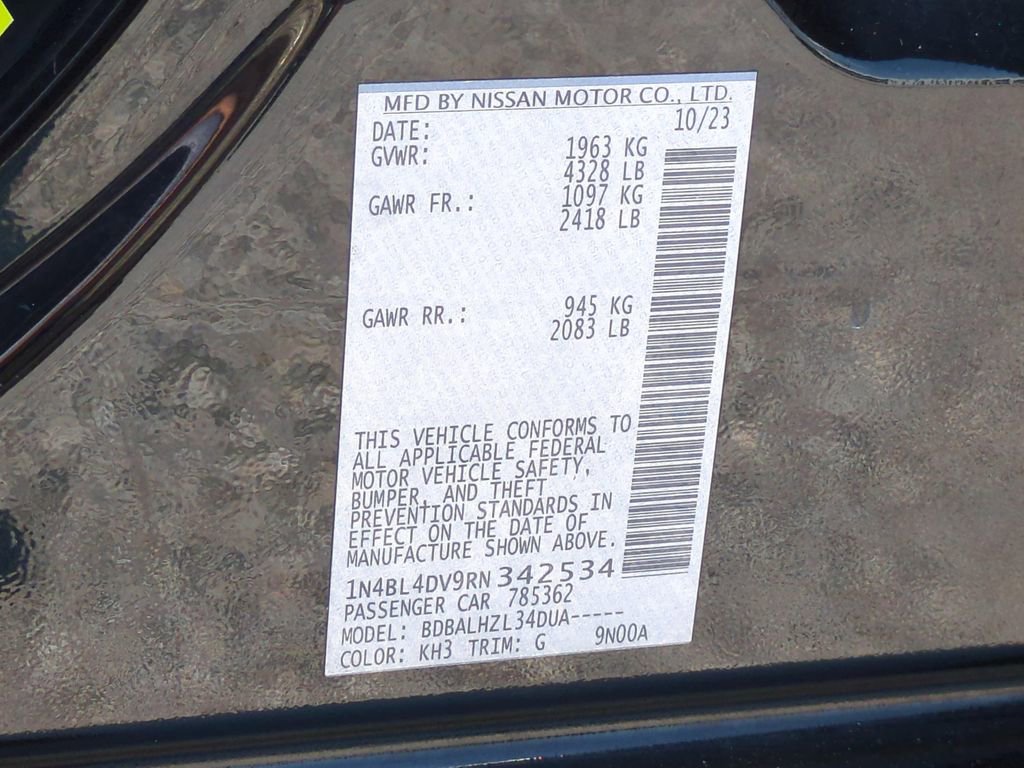 MFD BY NISSAN MOTOR CO., LTD.
DATE: 10/23
GVWR: 1963 KG
4328 LB
GAWR FR.: 1097 KG
2418 LB
GAWR RR.: 945 KG
2083 LB
THIS VEHICLE CONFORMS TO
ALL APPLICABLE FEDERAL
MOTOR VEHICLE SAFETY,
BUMPER, AND THEFT
PREVENTION STANDARDS IN
EFFECT ON THE DATE OF
MANUFACTURE SHOWN ABOVE.
1N4BL4DV9RN342534
PASSENGER CAR 785362
MODEL: BDBALHZL34DUA-----
COLOR: KH3 TRIM: G 9N00A